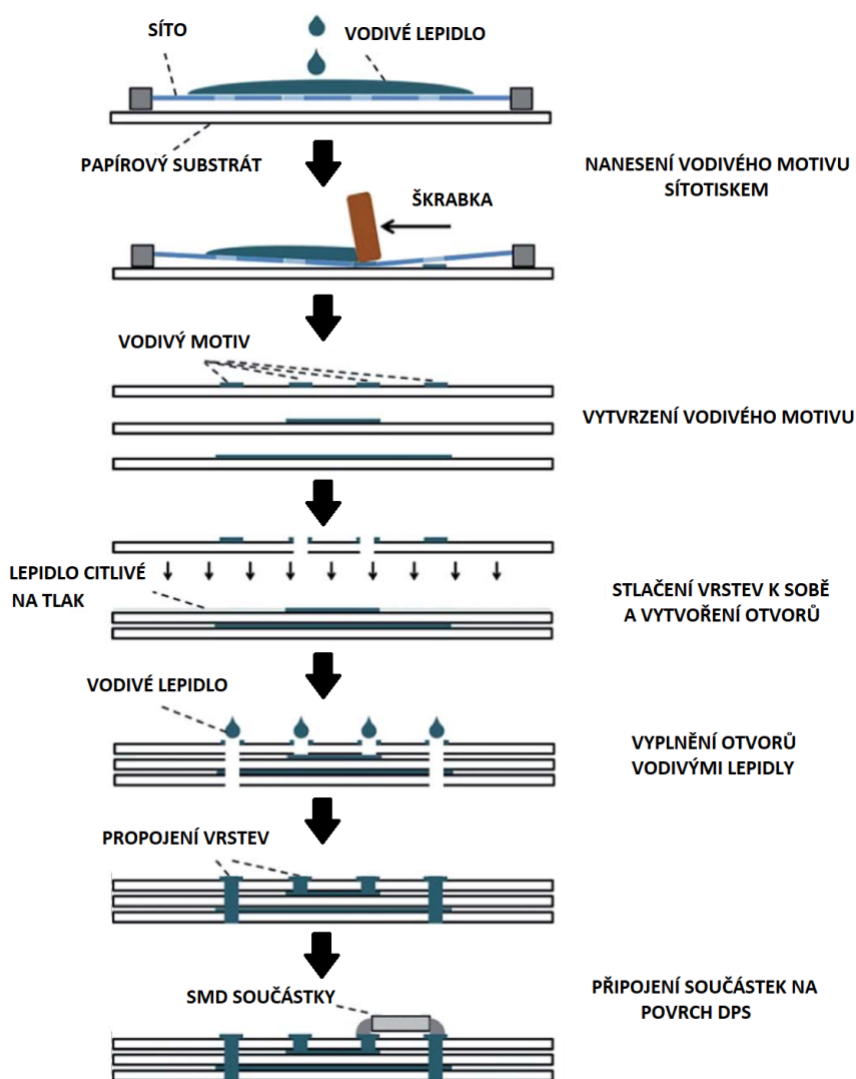 SÍTO
VODIVÉ LEPIDLO
PAPÍROVÝ SUBSTRÁT
NANESENÍ VODIVÉHO MOTIVU
SÍTOTISKEM
ŠKRABKA
VODIVÝ MOTIV
VYTVRZENÍ VODIVÉHO MOTIVU
LEPIDLO CITLIVÉ
NA TLAK
STLAČENÍ VRSTEV K SOBĚ
A VYTVOŘENÍ OTVORŮ
VODIVÉ LEPIDLO
VYPLNĚNÍ OTVORŮ
VODIVÝMI LEPIDLY
PROPOJENÍ VRSTEV
SMD SOUČÁSTKY
PŘIPOJENÍ SOUČÁSTEK NA
POVRCH DPS